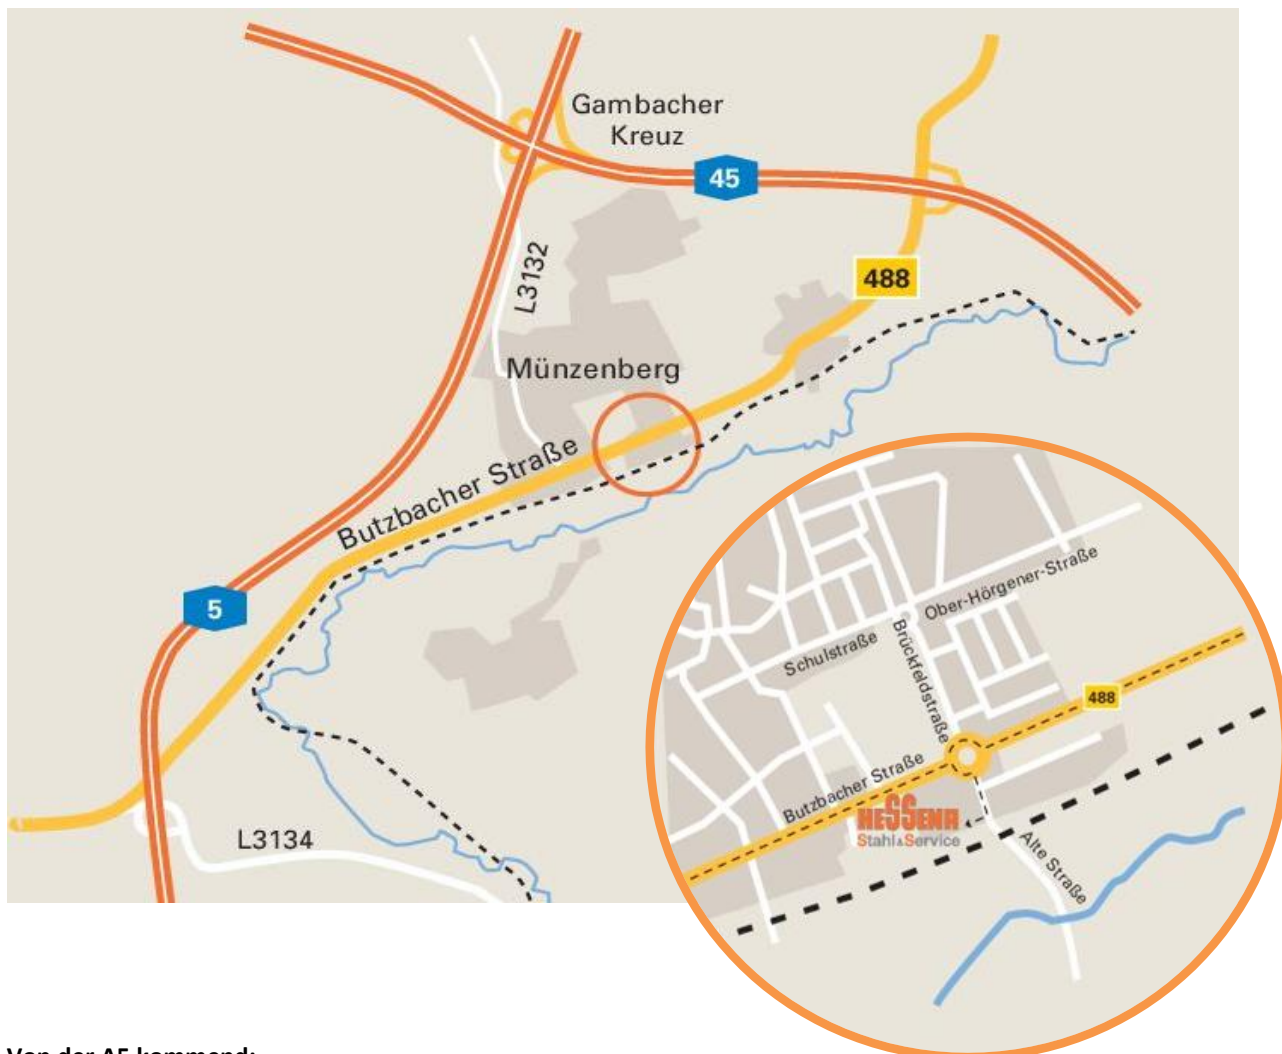 Gambacher
Kreuz
45
488
L3132
Münzenberg
Butzbacher Straße
5
L3134
Ober-Hörgener-Straße
Schulstraße
Brückfeldstraße
488
Butzbacher Straße
HESSENR
Stahl&Service
Alte Straße
Von der A5 kommend: